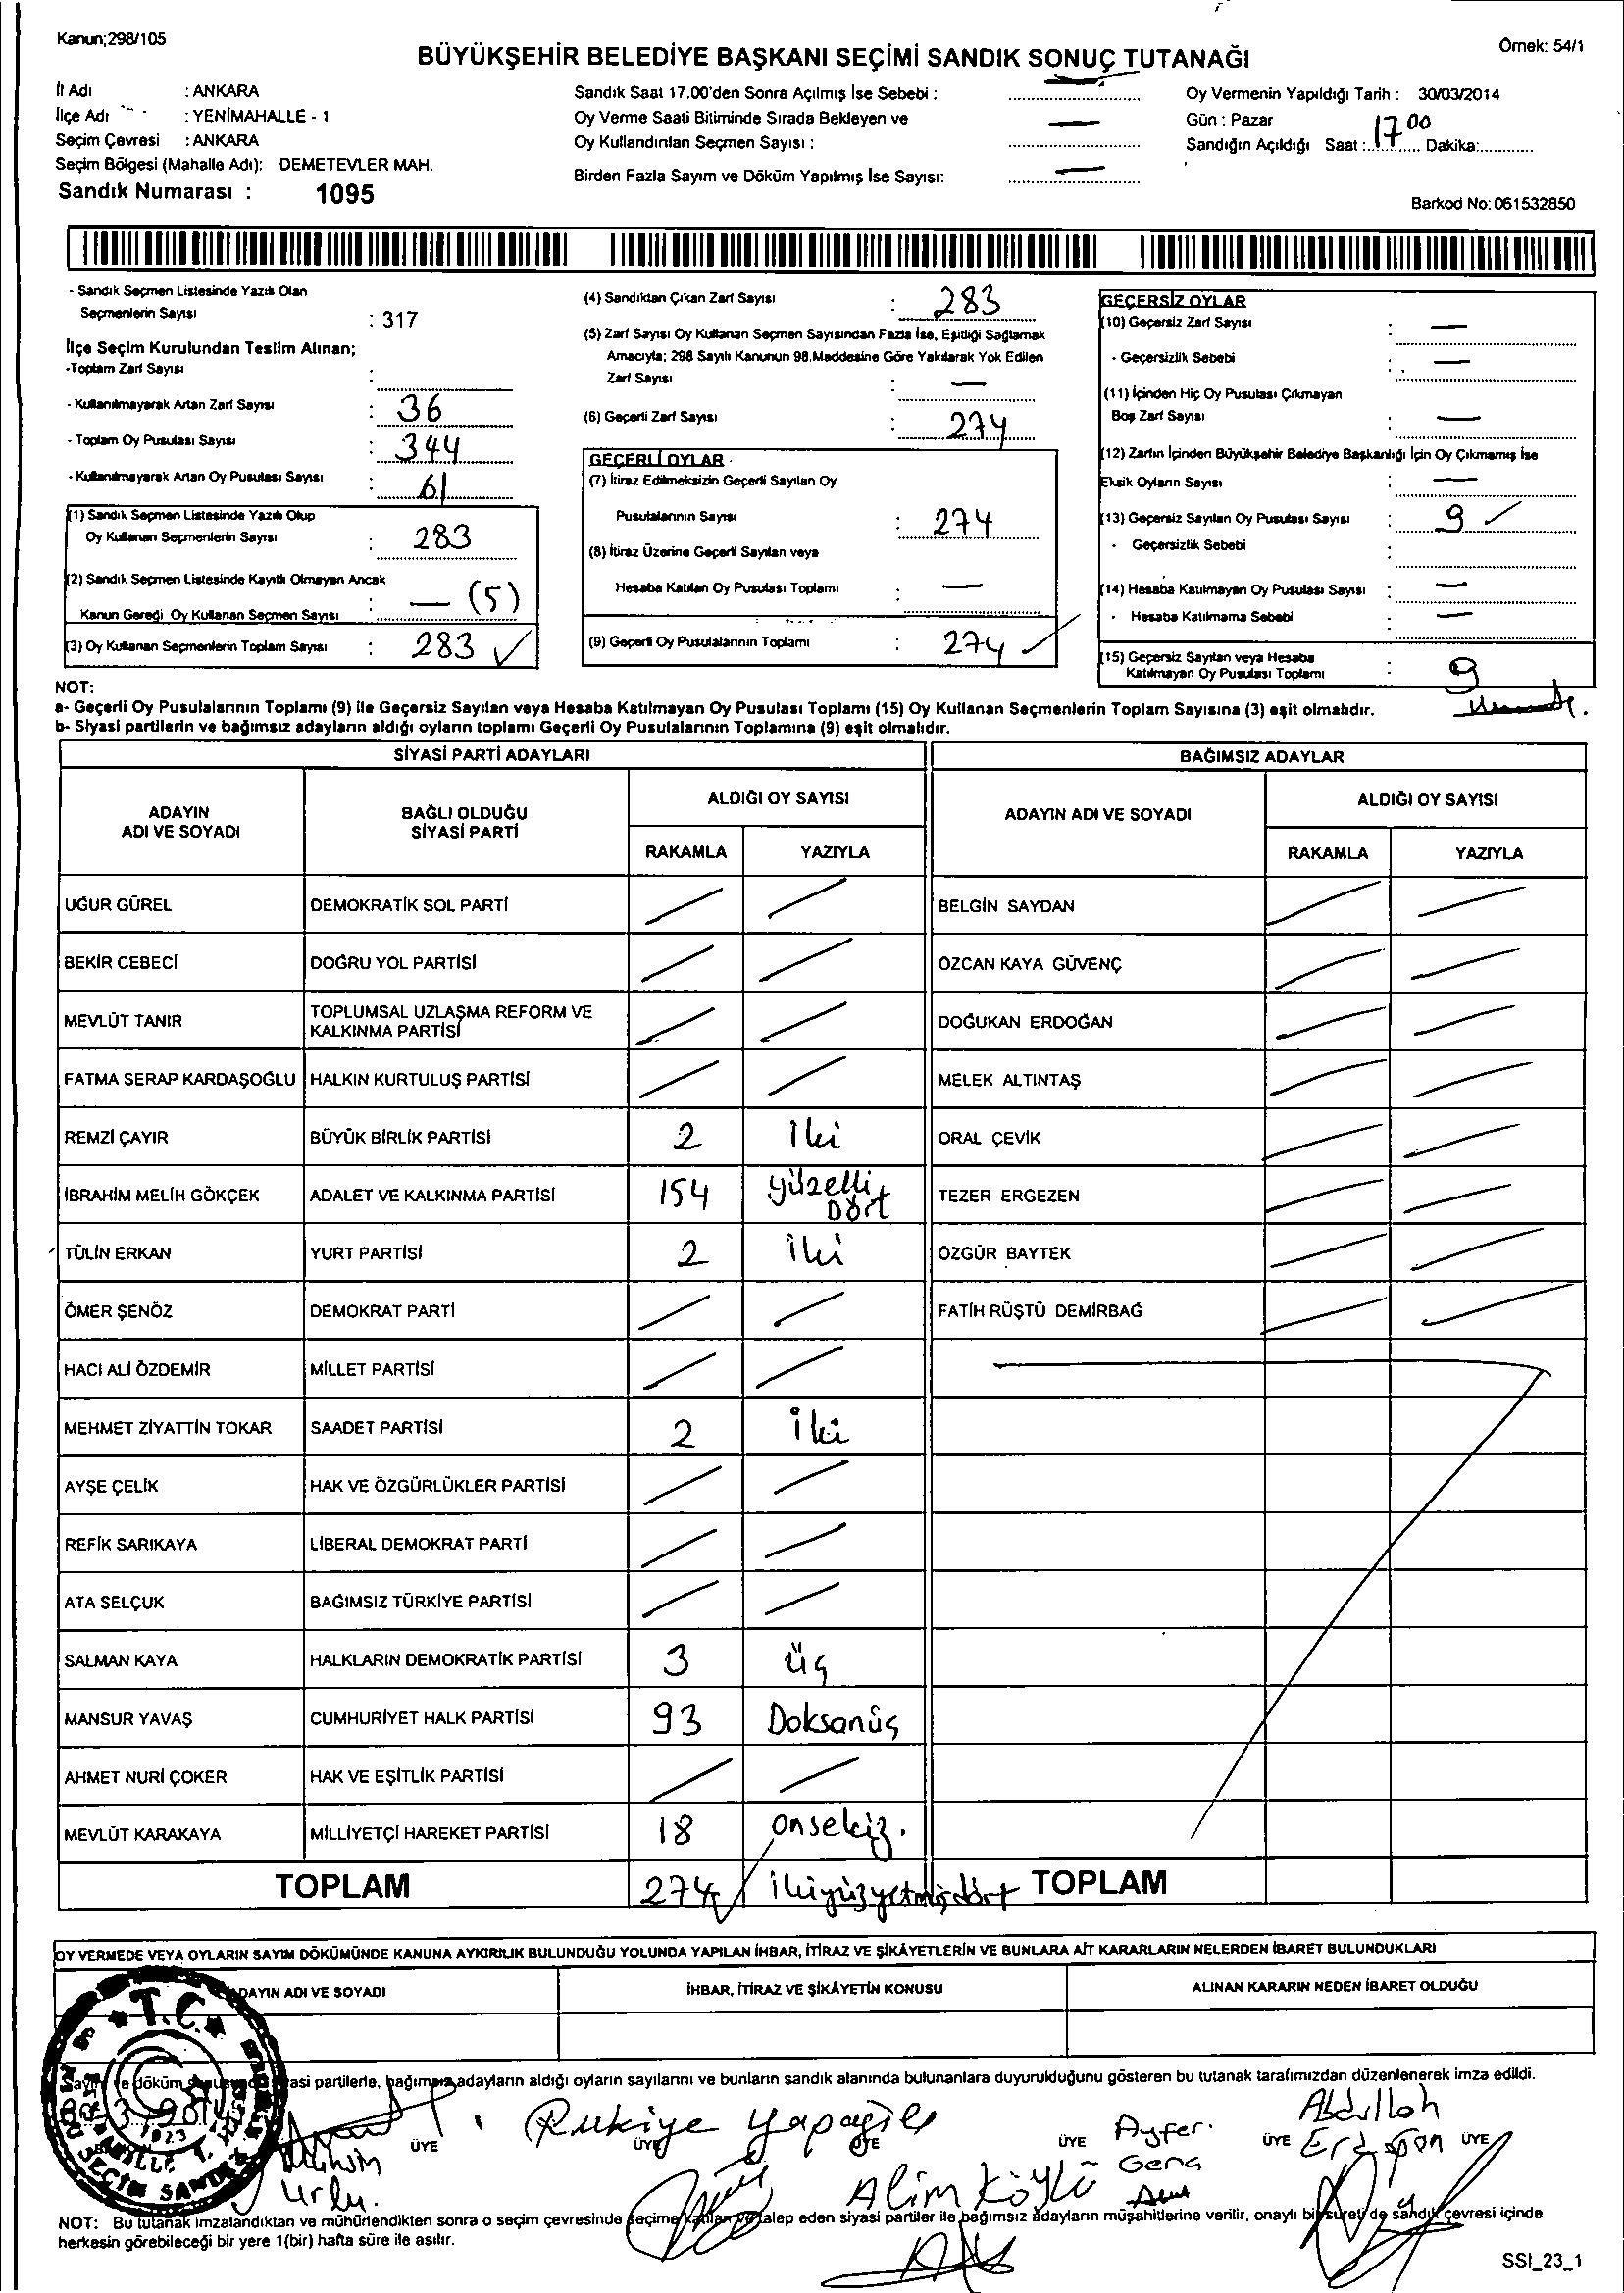 Kanun;298/105
Örnek: 54/1
BÜYÜKŞEHİR BELEDİYE BAŞKANI SEÇİMİ SANDIK SONUÇ TUTANAĞI
İl Adı : ANKARA
İlçe Adı : YENİMAHALLE - 1
Seçim Çevresi : ANKARA
Seçim Bölgesi (Mahalle Adı): DEMETEVLER MAH.
Sandık Numarası : 1095
Sandık Saat 17.00'den Sonra Açılmış İse Sebebi : —
Oy Verme Saati Bitiminde Sırada Bekleyen ve
Oy Kullandırılan Seçmen Sayısı : —
Birden Fazla Sayım ve Döküm Yapılmış İse Sayısı: —
Oy Vermenin Yapıldığı Tarih : 30/03/2014
Gün : Pazar
Sandığın Açıldığı Saat : 17 00 Dakika:
Barkod No: 061532850
- Sandık Seçmen Listesinde Yazılı Olan
Seçmenlerin Sayısı : 317
İlçe Seçim Kurulundan Teslim Alınan;
-Toplam Zarf Sayısı :
- Kullanılmayarak Artan Zarf Sayısı : 36
- Toplam Oy Pusulası Sayısı : 344
- Kullanılmayarak Artan Oy Pusulası Sayısı : 61
(1) Sandık Seçmen Listesinde Yazılı Olup
Oy Kullanan Seçmenlerin Sayısı : 283
(2) Sandık Seçmen Listesinde Kayıtlı Olmayan Ancak
Kanun Gereği Oy Kullanan Seçmen Sayısı : — (5)
(3) Oy Kullanan Seçmenlerin Toplam Sayısı : 283 ✓
(4) Sandıktan Çıkan Zarf Sayısı : 283
(5) Zarf Sayısı Oy Kullanan Seçmen Sayısından Fazla İse, Eşitliği Sağlamak
Amacıyla; 298 Sayılı Kanunun 98.Maddesine Göre Yakılarak Yok Edilen
Zarf Sayısı : —
(6) Geçerli Zarf Sayısı : 274
GEÇERLİ OYLAR
(7) İtiraz Edilmeksizin Geçerli Sayılan Oy
Pusulalarının Sayısı : 274
(8) İtiraz Üzerine Geçerli Sayılan veya
Hesaba Katılan Oy Pusulası Toplamı : —
(9) Geçerli Oy Pusulalarının Toplamı : 274 ✓
GEÇERSİZ OYLAR
(10) Geçersiz Zarf Sayısı : —
- Geçersizlik Sebebi : —
(11) İçinden Hiç Oy Pusulası Çıkmayan
Boş Zarf Sayısı : —
(12) Zarfın İçinden Büyükşehir Belediye Başkanlığı İçin Oy Çıkmamış İse
Eksik Oyların Sayısı : —
(13) Geçersiz Sayılan Oy Pusulası Sayısı : 9 ✓
- Geçersizlik Sebebi :
(14) Hesaba Katılmayan Oy Pusulası Sayısı : —
- Hesaba Katılmama Sebebi : —
(15) Geçersiz Sayılan veya Hesaba
Katılmayan Oy Pusulası Toplamı : 9
NOT:
a- Geçerli Oy Pusulalarının Toplamı (9) ile Geçersiz Sayılan veya Hesaba Katılmayan Oy Pusulası Toplamı (15) Oy Kullanan Seçmenlerin Toplam Sayısına (3) eşit olmalıdır.
b- Siyasi partilerin ve bağımsız adayların aldığı oyların toplamı Geçerli Oy Pusulalarının Toplamına (9) eşit olmalıdır.
SİYASİ PARTİ ADAYLARI BAĞIMSIZ ADAYLAR
ADAYIN ADI VE SOYADI BAĞLI OLDUĞU SİYASİ PARTİ ALDIĞI OY SAYISI ADAYIN ADI VE SOYADI ALDIĞI OY SAYISI
RAKAMLA YAZIYLA RAKAMLA YAZIYLA
UĞUR GÜREL DEMOKRATİK SOL PARTİ BELGİN SAYDAN
BEKİR CEBECİ DOĞRU YOL PARTİSİ ÖZCAN KAYA GÜVENÇ
MEVLÜT TANIR TOPLUMSAL UZLAŞMA REFORM VE KALKINMA PARTİSİ DOĞUKAN ERDOĞAN
FATMA SERAP KARDAŞOĞLU HALKIN KURTULUŞ PARTİSİ MELEK ALTINTAŞ
REMZİ ÇAYIR BÜYÜK BİRLİK PARTİSİ 2 iki ORAL ÇEVİK
İBRAHİM MELİH GÖKÇEK ADALET VE KALKINMA PARTİSİ 154 yüzelli Dört TEZER ERGEZEN
TÜLİN ERKAN YURT PARTİSİ 2 iki ÖZGÜR BAYTEK
ÖMER ŞENÖZ DEMOKRAT PARTİ FATİH RÜŞTÜ DEMİRBAĞ
HACI ALİ ÖZDEMİR MİLLET PARTİSİ
MEHMET ZİYATTİN TOKAR SAADET PARTİSİ 2 iki
AYŞE ÇELİK HAK VE ÖZGÜRLÜKLER PARTİSİ
REFİK SARIKAYA LİBERAL DEMOKRAT PARTİ
ATA SELÇUK BAĞIMSIZ TÜRKİYE PARTİSİ
SALMAN KAYA HALKLARIN DEMOKRATİK PARTİSİ 3 üç
MANSUR YAVAŞ CUMHURİYET HALK PARTİSİ 93 Doksanüç
AHMET NURİ ÇOKER HAK VE EŞİTLİK PARTİSİ
MEVLÜT KARAKAYA MİLLİYETÇİ HAREKET PARTİSİ 18 onsekiz.
TOPLAM 274 ikiyüzyetmişdört TOPLAM
OY VERMEDE VEYA OYLARIN SAYIM DÖKÜMÜNDE KANUNA AYKIRILIK BULUNDUĞU YOLUNDA YAPILAN İHBAR, İTİRAZ VE ŞİKÂYETLERİN VE BUNLARA AİT KARARLARIN NELERDEN İBARET BULUNDUKLARI
ADAYIN ADI VE SOYADI İHBAR, İTİRAZ VE ŞİKÂYETİN KONUSU ALINAN KARARIN NEDEN İBARET OLDUĞU
T.C.
1923
döküm partilerle, bağımsız adayların aldığı oyların sayılarını ve bunların sandık alanında bulunanlara duyurulduğunu gösteren bu tutanak tarafımızdan düzenlenerek imza edildi.
ÜYE Rukiye ÜYE ÜYE ÜYE Ayfer Genç ÜYE Abdullah ÜYE
Alim Köylü
NOT: Bu tutanak imzalandıktan ve mühürlendikten sonra o seçim çevresinde seçime katılan ve talep eden siyasi partiler ile bağımsız adayların müşahitlerine verilir, onaylı bir sureti de sandık çevresi içinde
herkesin görebileceği bir yere 1(bir) hafta süre ile asılır.
SSI_23_1